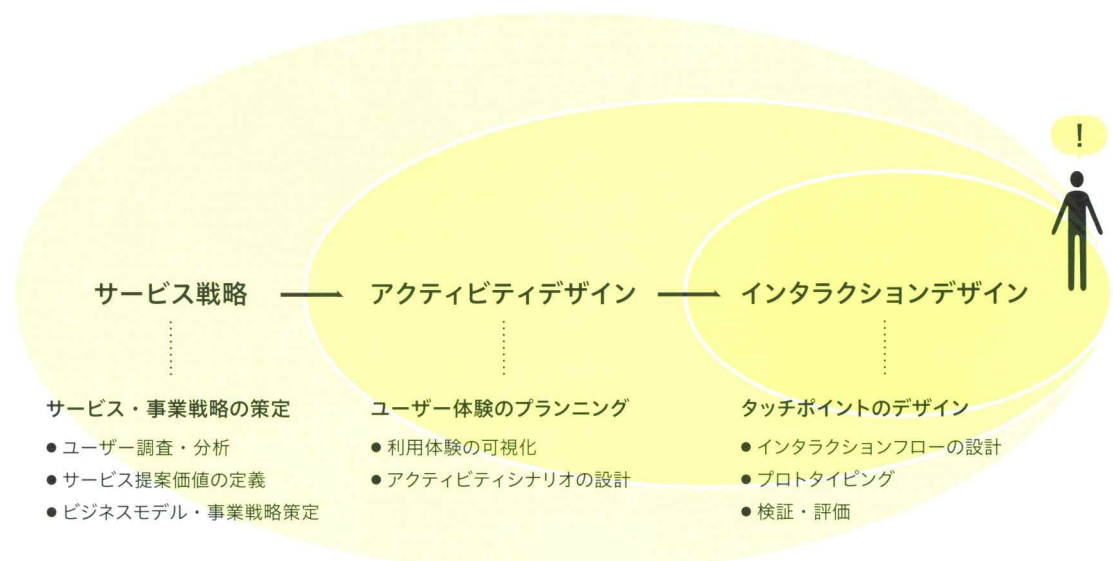 !
サービス戦略
アクティビティデザイン
インタラクションデザイン
サービス・事業戦略の策定
● ユーザー調査・分析
● サービス提案価値の定義
● ビジネスモデル・事業戦略策定
ユーザー体験のプランニング
● 利用体験の可視化
● アクティビティシナリオの設計
タッチポイントのデザイン
● インタラクションフローの設計
● プロトタイピング
● 検証・評価